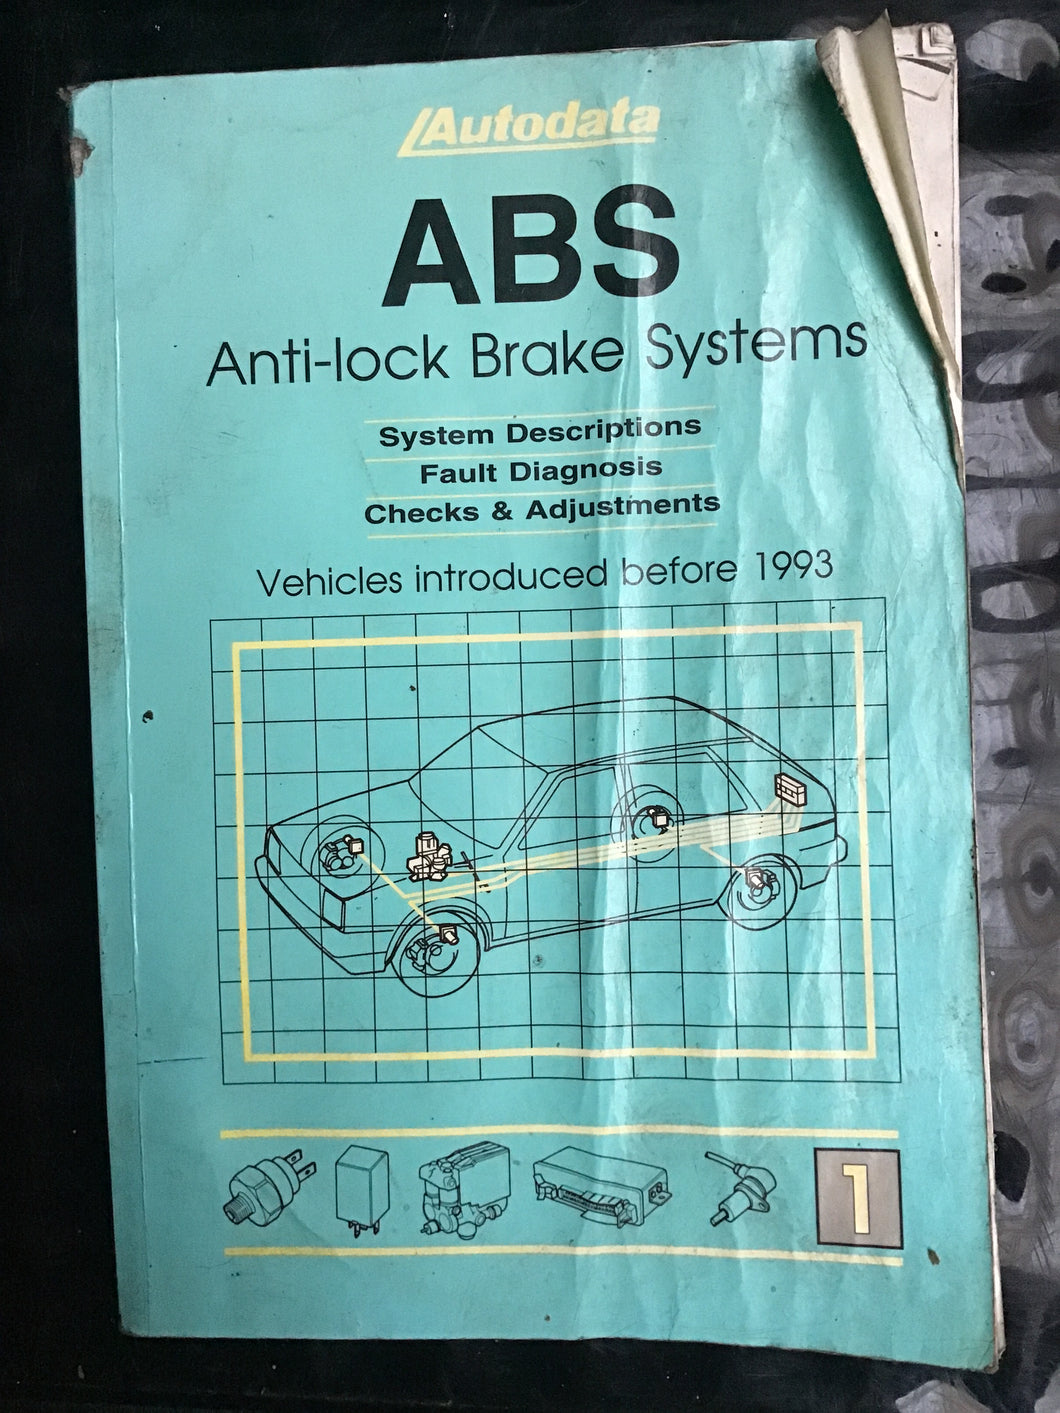 Autodata
ABS
Anti-lock Brake Systems
System Descriptions
Fault Diagnosis
Checks & Adjustments
Vehicles introduced before 1993
1